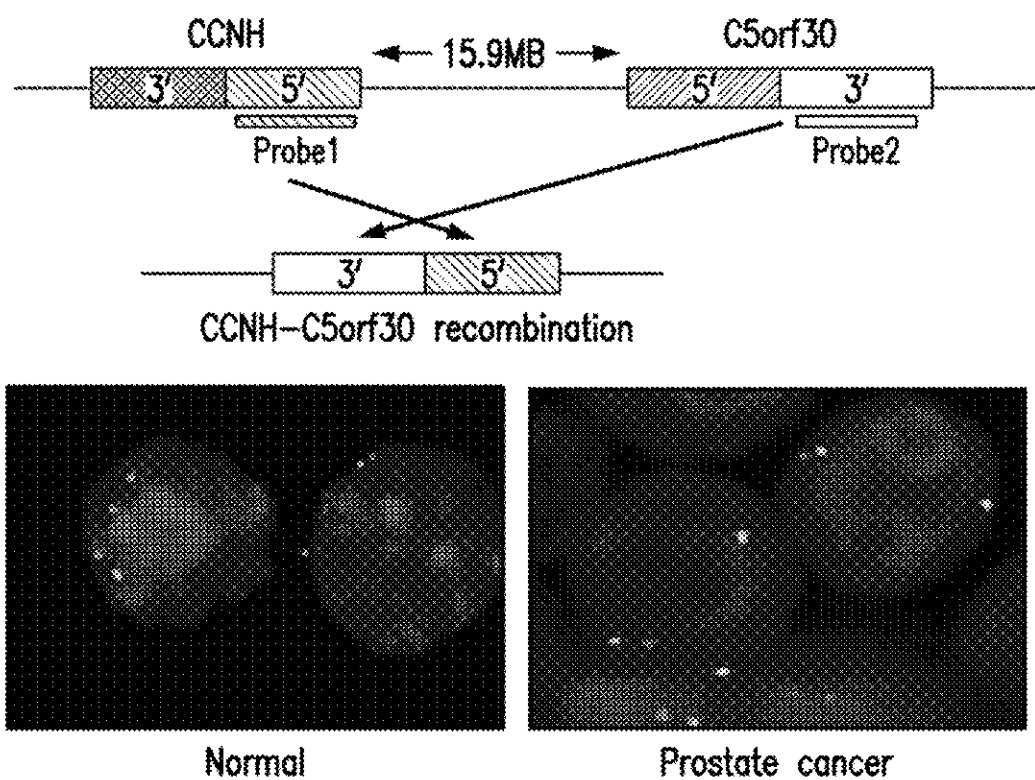 CCNH
15.9MB
C5orf30
3' 5'
5' 3'
Probe1
Probe2
3' 5'
CCNH-C5orf30 recombination
Normal
Prostate cancer